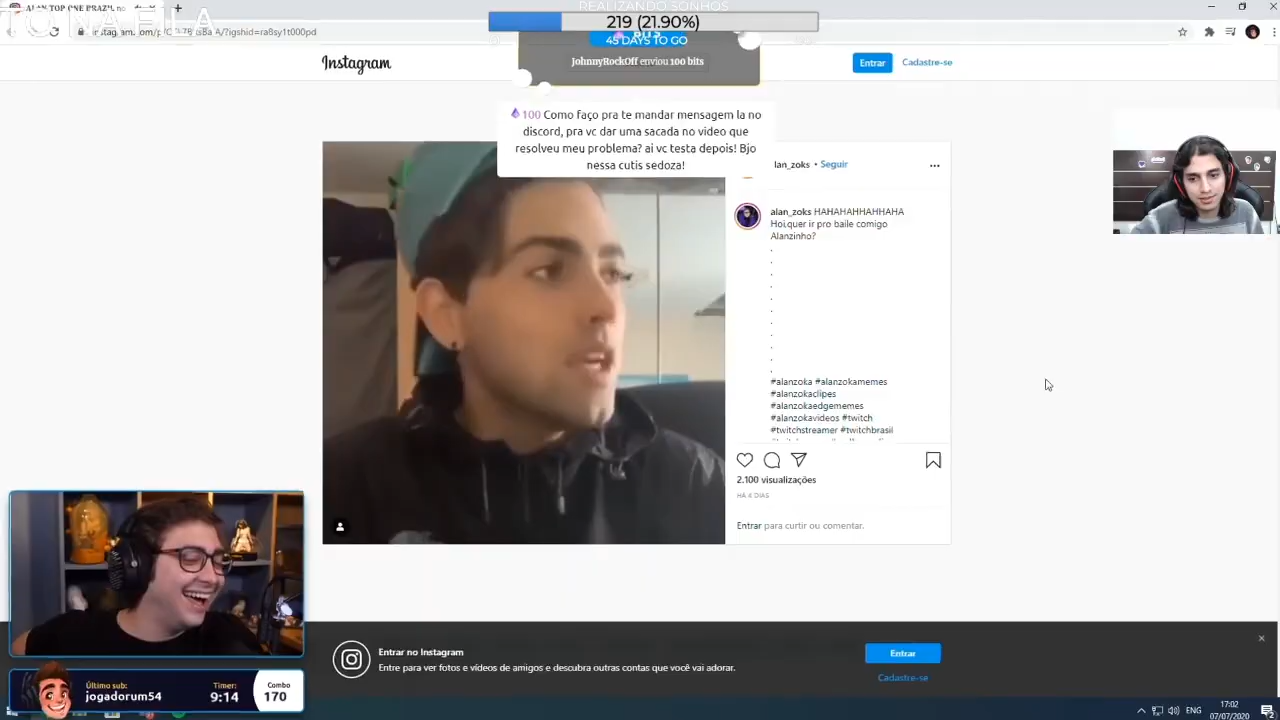 REALIZANDO SONHOS
219 (21.90%)
BITS
45 DAYS TO GO
JohnnyRockOff enviou 100 bits
100 Como faço pra te mandar mensagem la no
discord, pra vc dar uma sacada no video que
resolveu meu problema? ai vc testa depois! Bjo
nessa cutis sedoza!
Instagram
Entrar
Cadastre-se
lan_zoks • Seguir
alan_zoks HAHAHAHHAHHAHA
Hoi,quer ir pro baile comigo
Alanzinho?
.
.
.
.
.
.
.
.
.
.
.
#alanzoka #alanzokamemes
#alanzokaclipes
#alanzokaedgememes
#alanzokavideos #twitch
#twitchstreamer #twitchbrasil
2.100 visualizações
HÁ 4 DIAS
Entrar para curtir ou comentar.
Entrar no Instagram
Entre para ver fotos e vídeos de amigos e descubra outras contas que você vai adorar.
Entrar
Cadastre-se
Último sub:
jogadorum54
Timer:
9:14
Combo
170
ENG
17:02
07/07/2020